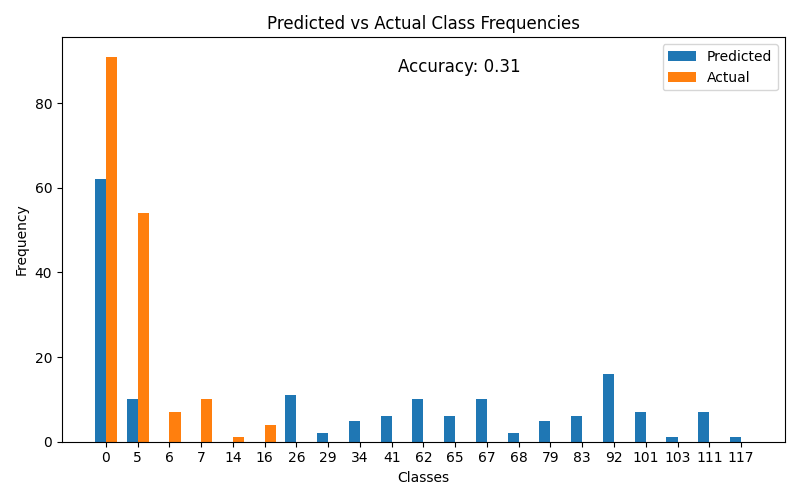 Predicted vs Actual Class Frequencies
Accuracy: 0.31
Predicted
Actual
Frequency
80
60
40
20
0
0 5 6 7 14 16 26 29 34 41 62 65 67 68 79 83 92 101 103 111 117
Classes